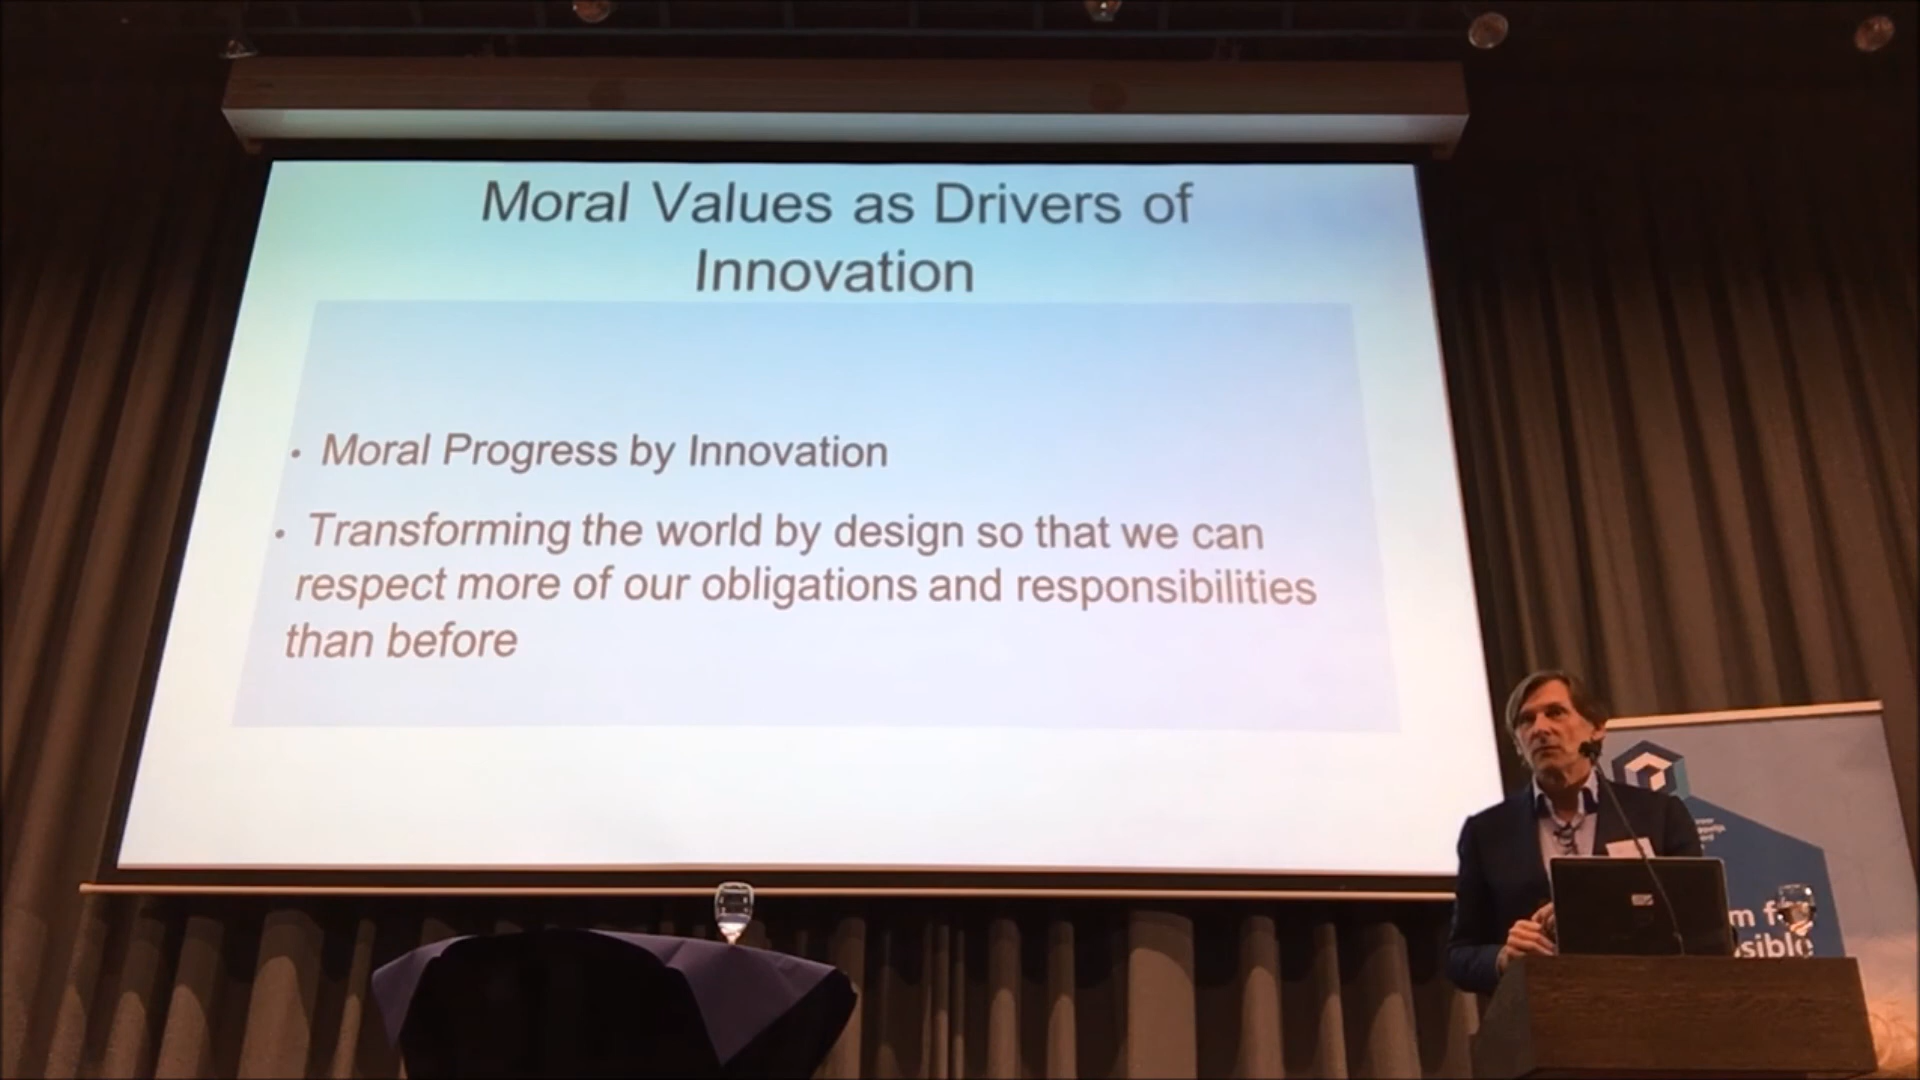 Moral Values as Drivers of
Innovation
• Moral Progress by Innovation
• Transforming the world by design so that we can
respect more of our obligations and responsibilities
than before